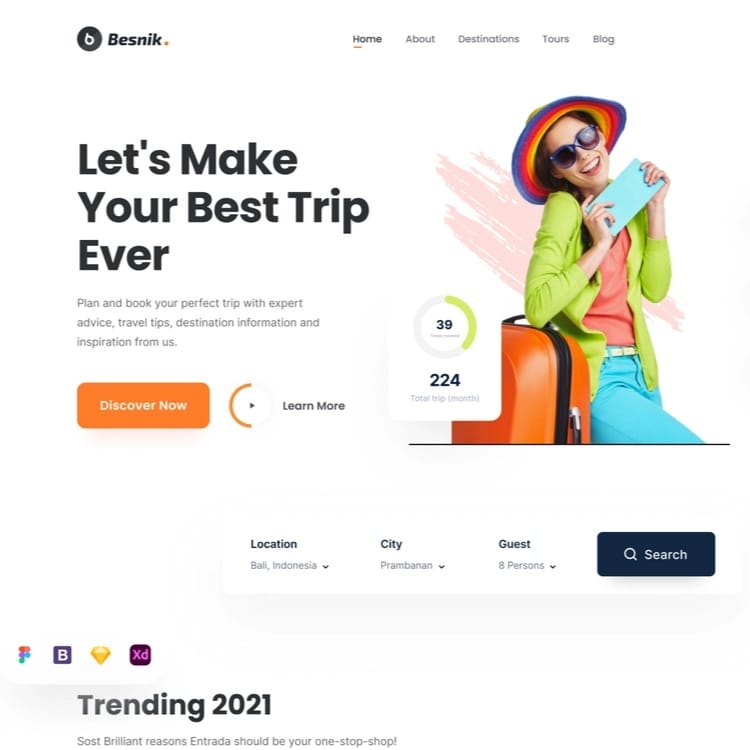 Besnik.
Home About Destinations Tours Blog
Let's Make
Your Best Trip
Ever
Plan and book your perfect trip with expert
advice, travel tips, destination information and
inspiration from us.
Discover Now
Learn More
39
224
Total trip (month)
Location
Bali, Indonesia
City
Prambanan
Guest
8 Persons
Search
B
Xd
Trending 2021
Sost Brilliant reasons Entrada should be your one-stop-shop!